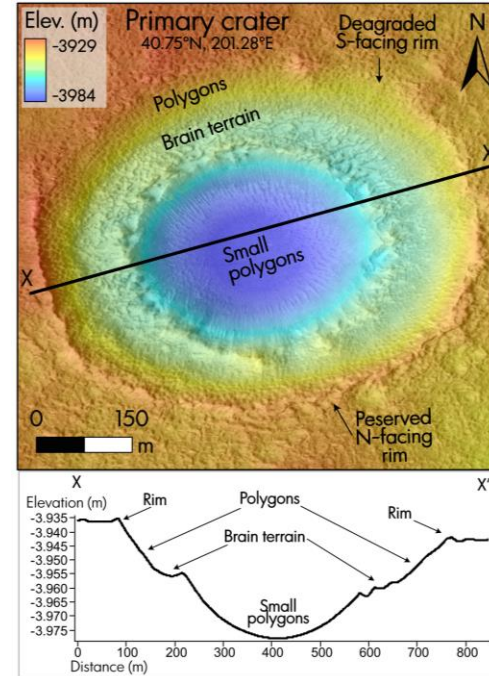 Elev. (m)
-3929
-3984
Primary crater
40.75°N, 201.28°E
Deagraded
S-facing rim
N
Polygons
Brain terrain
X
X'
Small
polygons
0 150
m
Peserved
N-facing
rim
X X'
Elevation (m)
Rim
Polygons
Rim
Brain terrain
Small
polygons
-3.935
-3.940
-3.945
-3.950
-3.955
-3.960
-3.965
-3.970
-3.975
0 100 200 300 400 500 600 700 800
Distance (m)